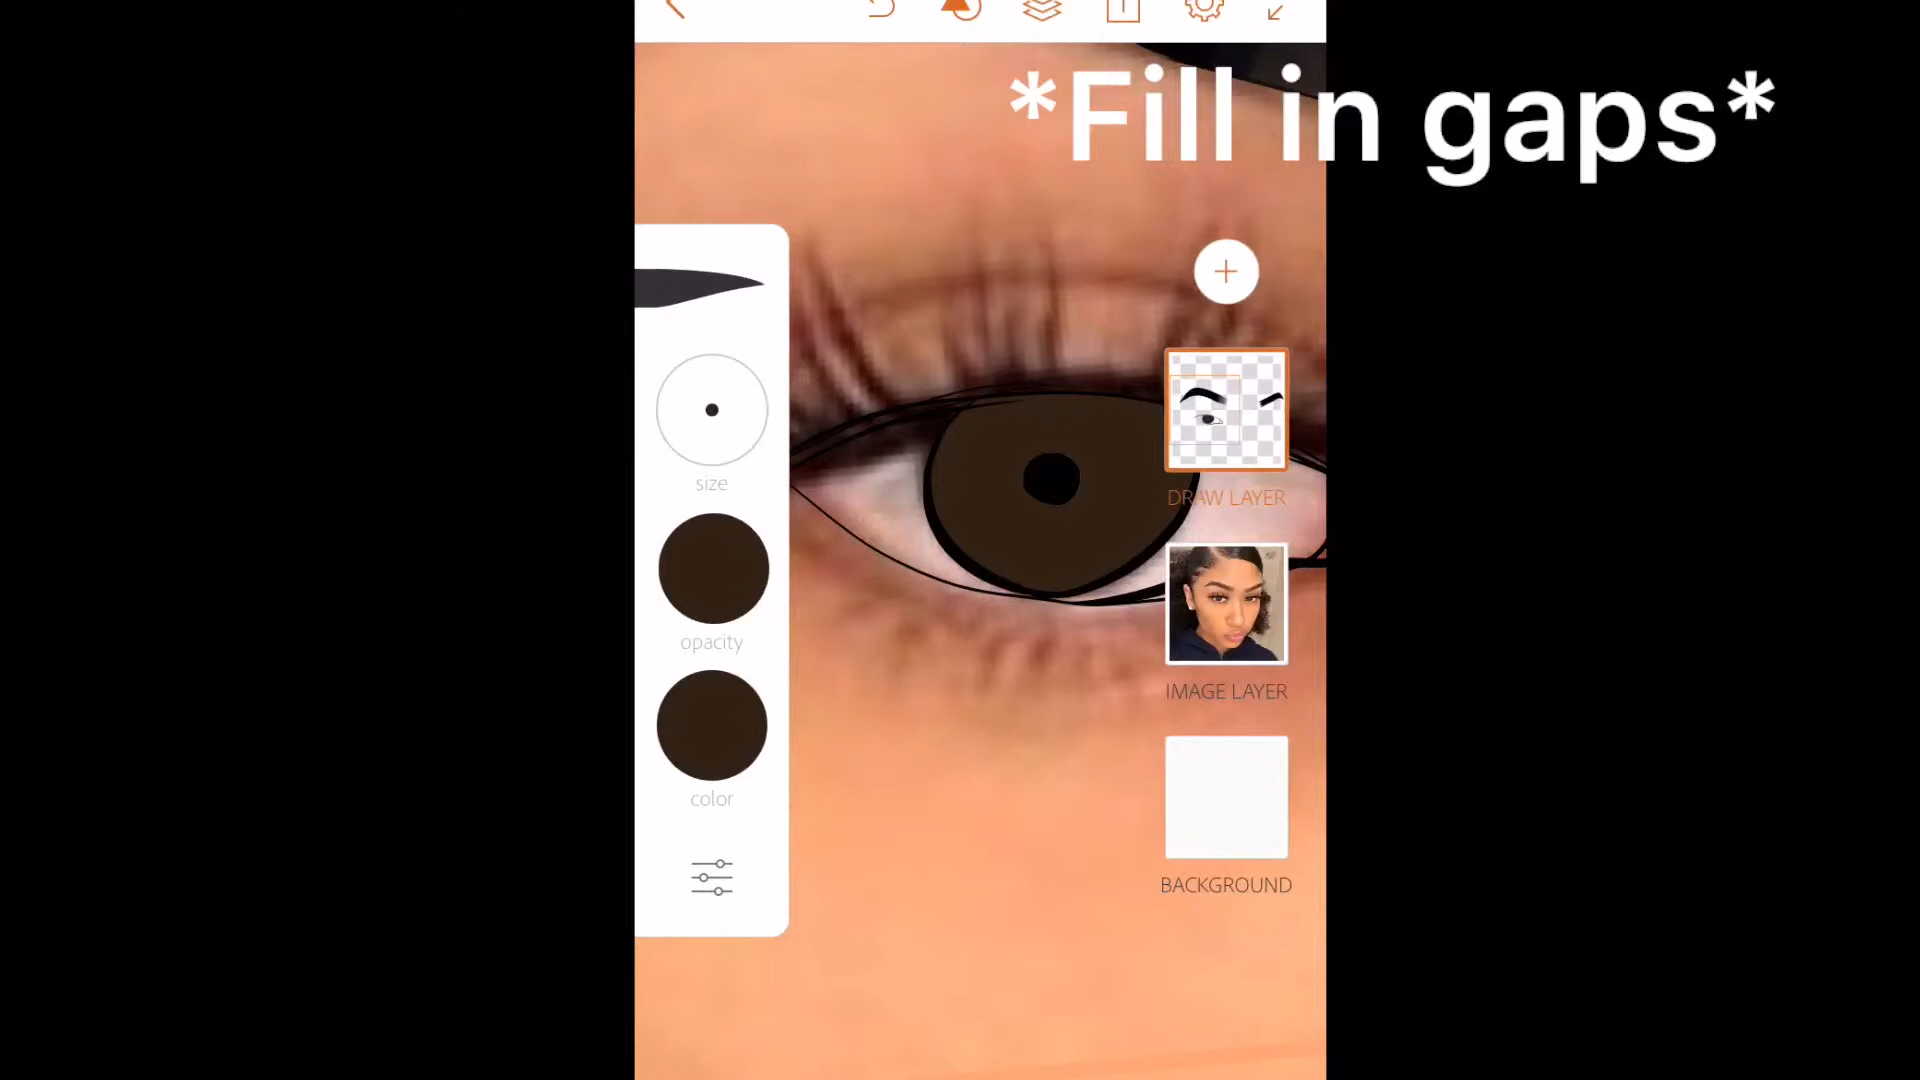 *Fill in gaps*
size
DRAW LAYER
opacity
IMAGE LAYER
color
BACKGROUND